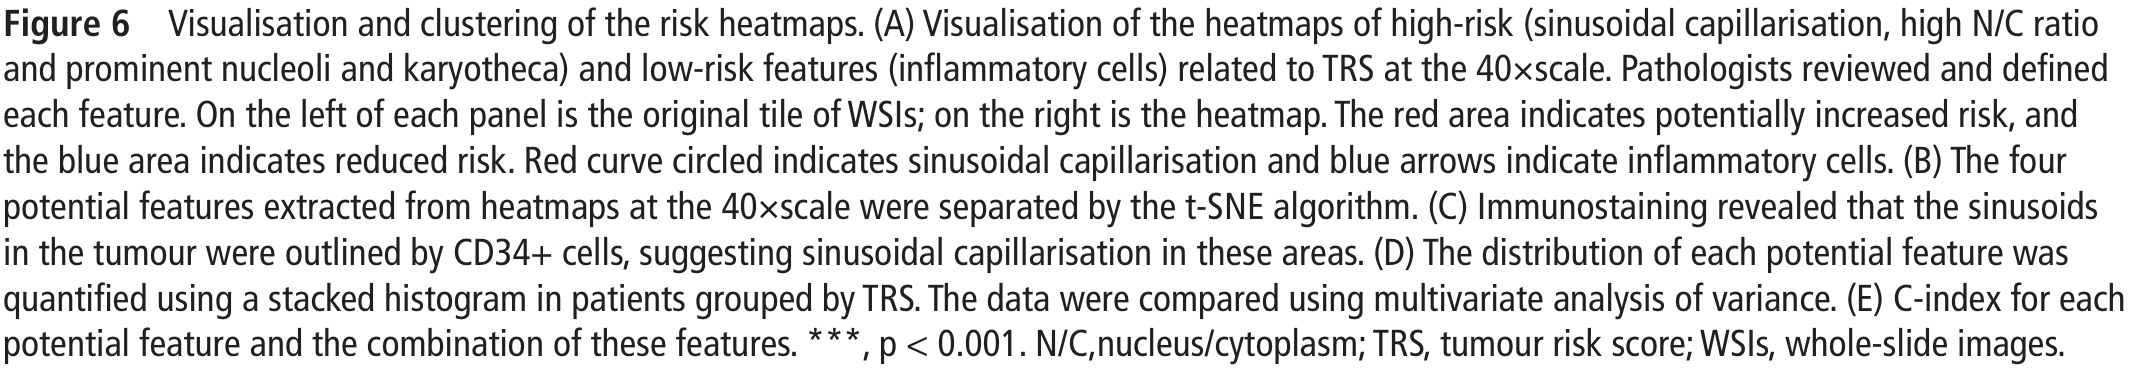 Figure 6 Visualisation and clustering of the risk heatmaps. (A) Visualisation of the heatmaps of high-risk (sinusoidal capillarisation, high N/C ratio
and prominent nucleoli and karyotheca) and low-risk features (inflammatory cells) related to TRS at the 40×scale. Pathologists reviewed and defined
each feature. On the left of each panel is the original tile of WSIs; on the right is the heatmap. The red area indicates potentially increased risk, and
the blue area indicates reduced risk. Red curve circled indicates sinusoidal capillarisation and blue arrows indicate inflammatory cells. (B) The four
potential features extracted from heatmaps at the 40×scale were separated by the t-SNE algorithm. (C) Immunostaining revealed that the sinusoids
in the tumour were outlined by CD34+ cells, suggesting sinusoidal capillarisation in these areas. (D) The distribution of each potential feature was
quantified using a stacked histogram in patients grouped by TRS. The data were compared using multivariate analysis of variance. (E) C-index for each
potential feature and the combination of these features. ***, p < 0.001. N/C,nucleus/cytoplasm; TRS, tumour risk score; WSIs, whole-slide images.